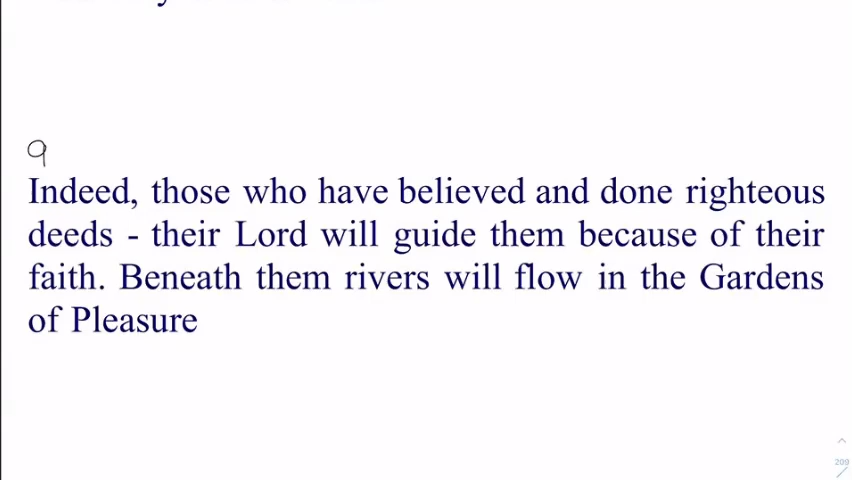 9
Indeed, those who have believed and done righteous
deeds - their Lord will guide them because of their
faith. Beneath them rivers will flow in the Gardens
of Pleasure
209